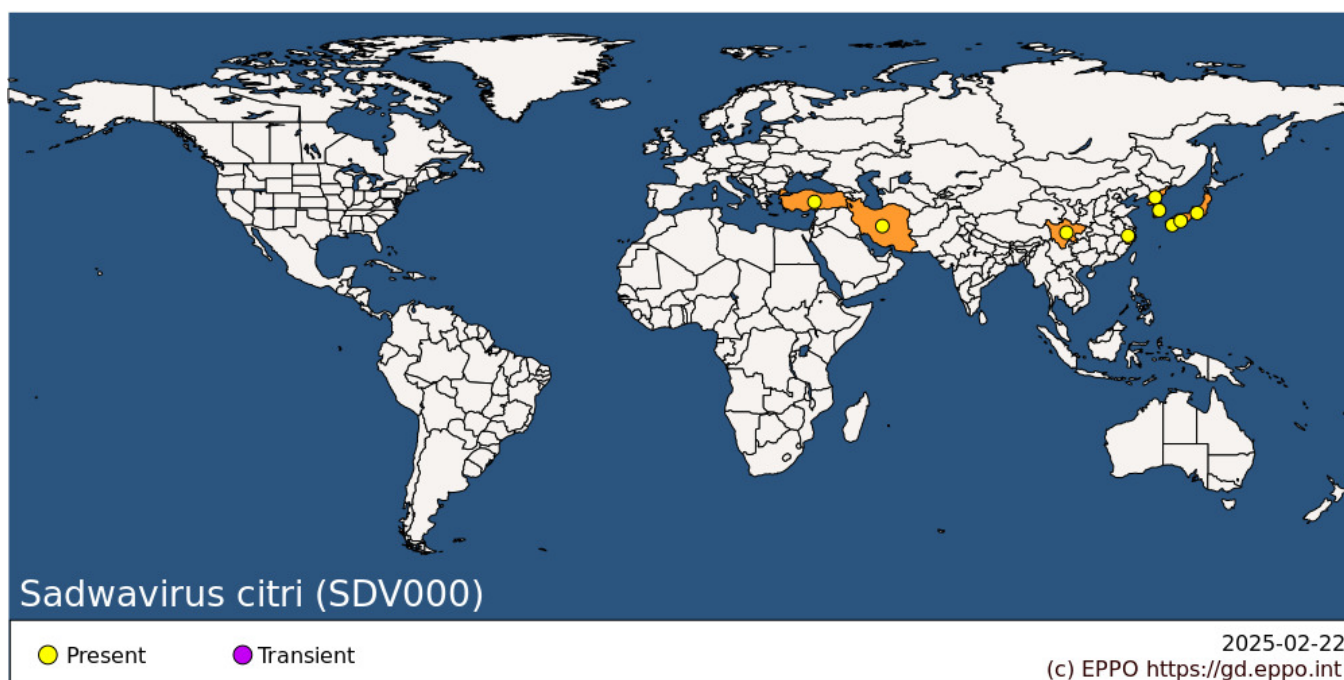 Sadwavirus citri (SDV000)
Present
Transient
2025-02-22
(c) EPPO https://gd.eppo.int